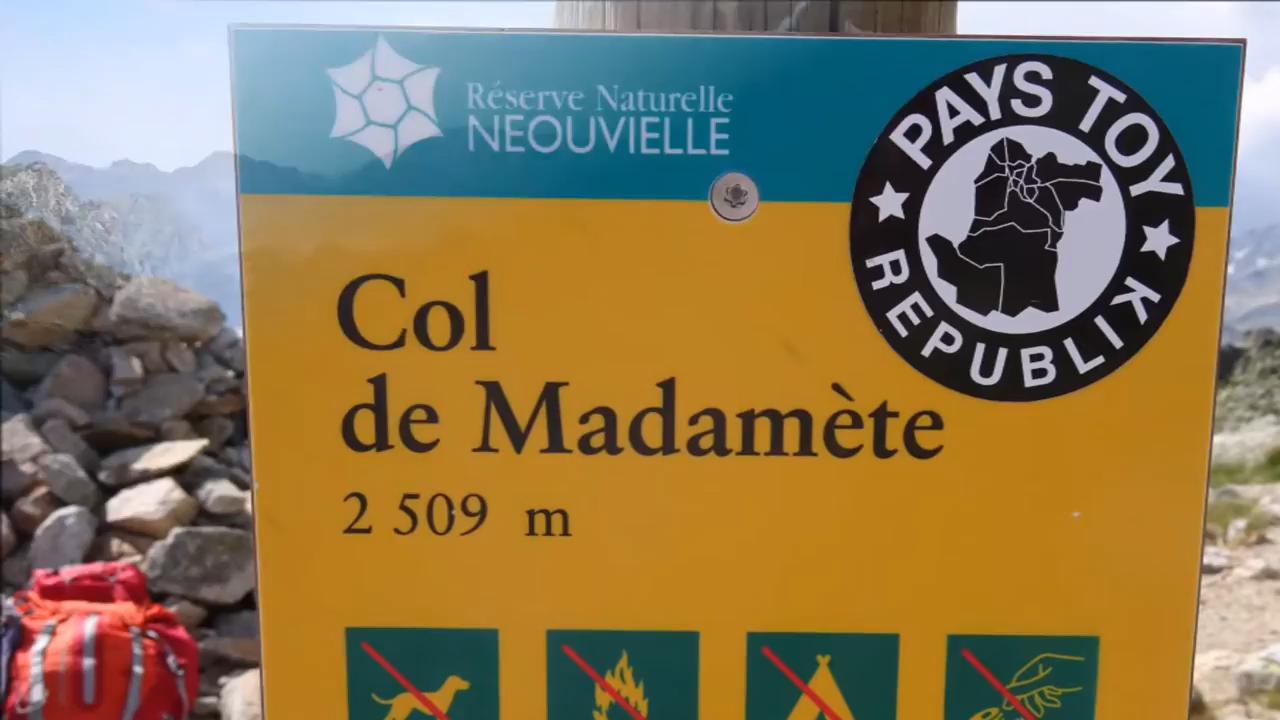 Réserve Naturelle
NEOUVIELLE
PAYS TOY
REPUBLIK
Col
de Madamète
2 509 m